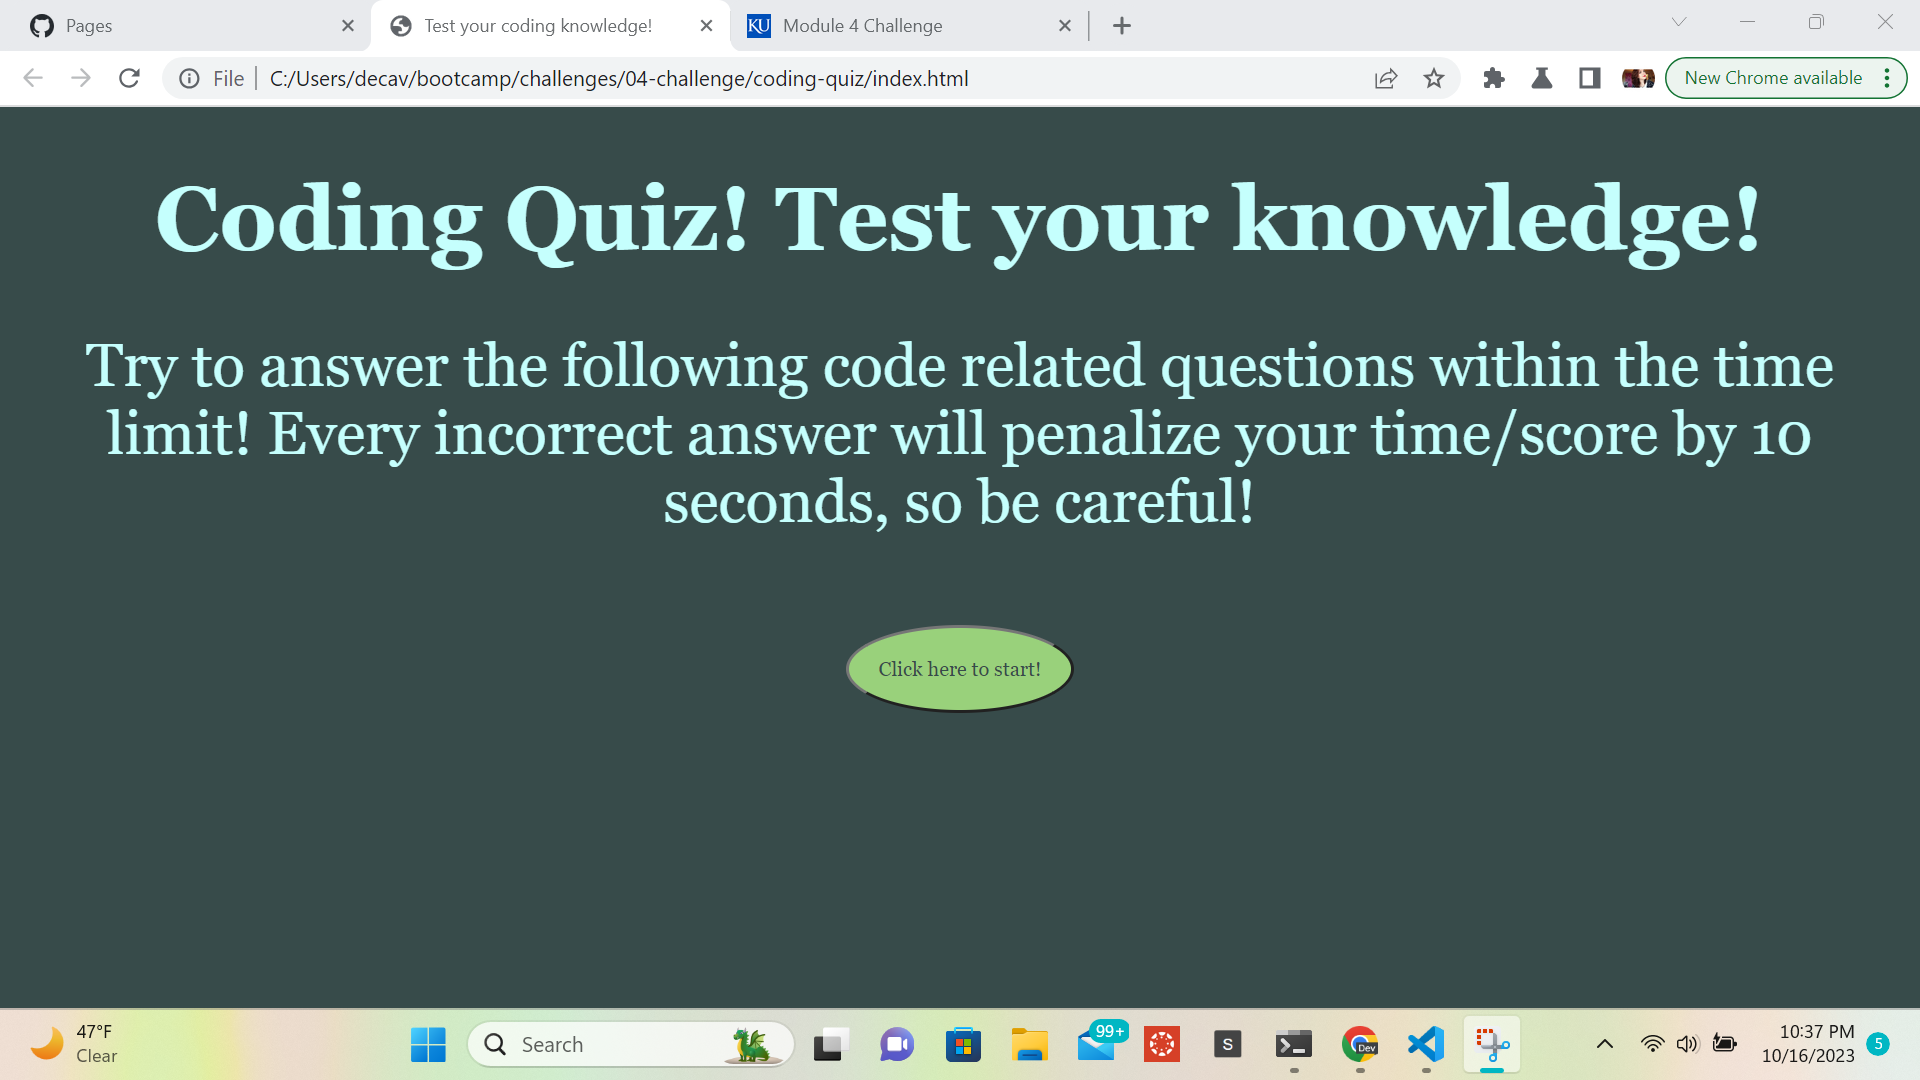 Pages
Test your coding knowledge!
KU
Module 4 Challenge
File
C:/Users/decav/bootcamp/challenges/04-challenge/coding-quiz/index.html
New Chrome available
Coding Quiz! Test your knowledge!
Try to answer the following code related questions within the time
limit! Every incorrect answer will penalize your time/score by 10
seconds, so be careful!
Click here to start!
47°F
Clear
Search
99+
S
Dev
10:37 PM
10/16/2023
5